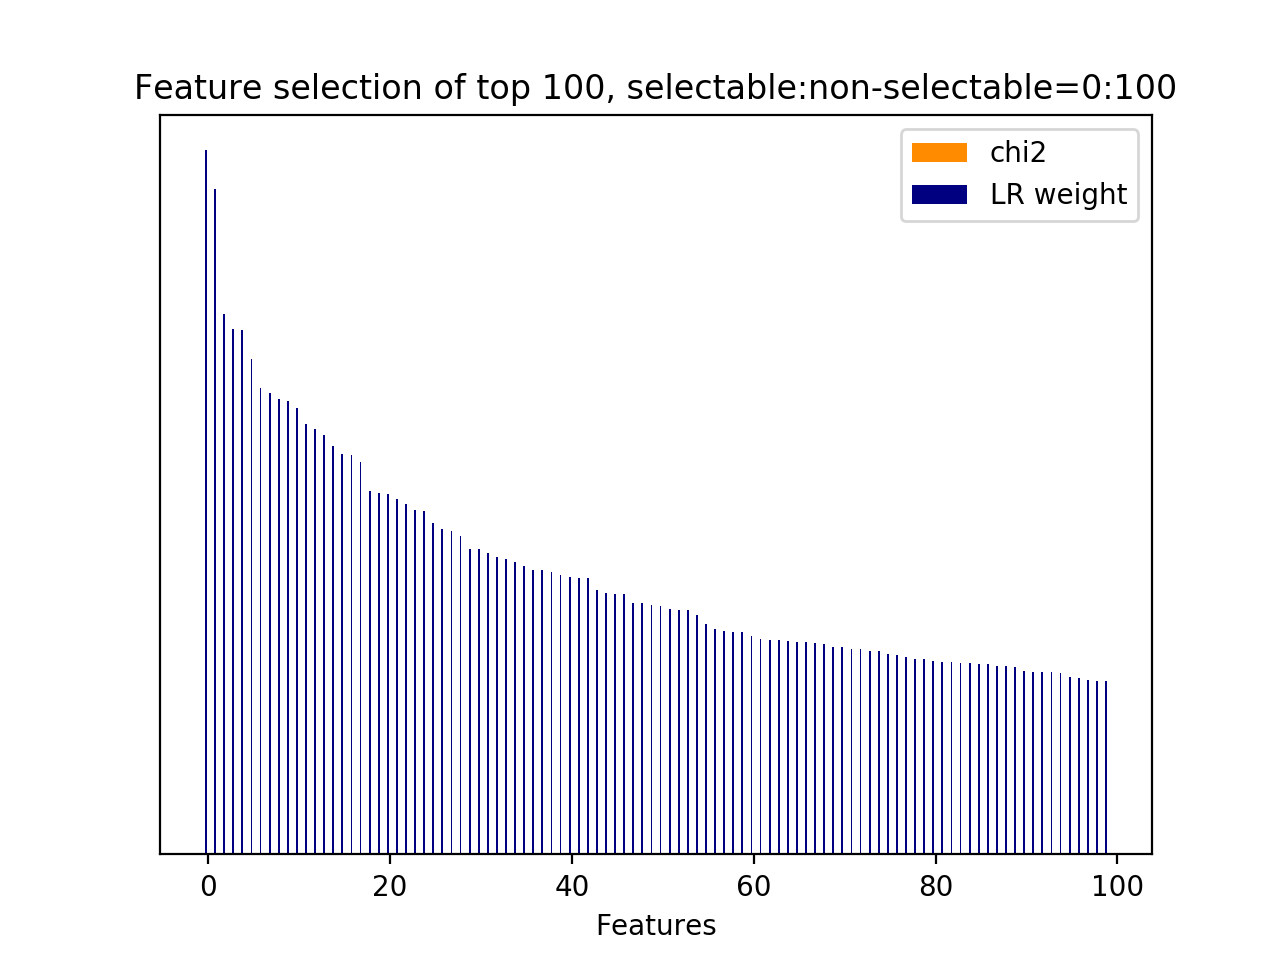 Feature selection of top 100, selectable:non-selectable=0:100
chi2
LR weight
0 20 40 60 80 100
Features